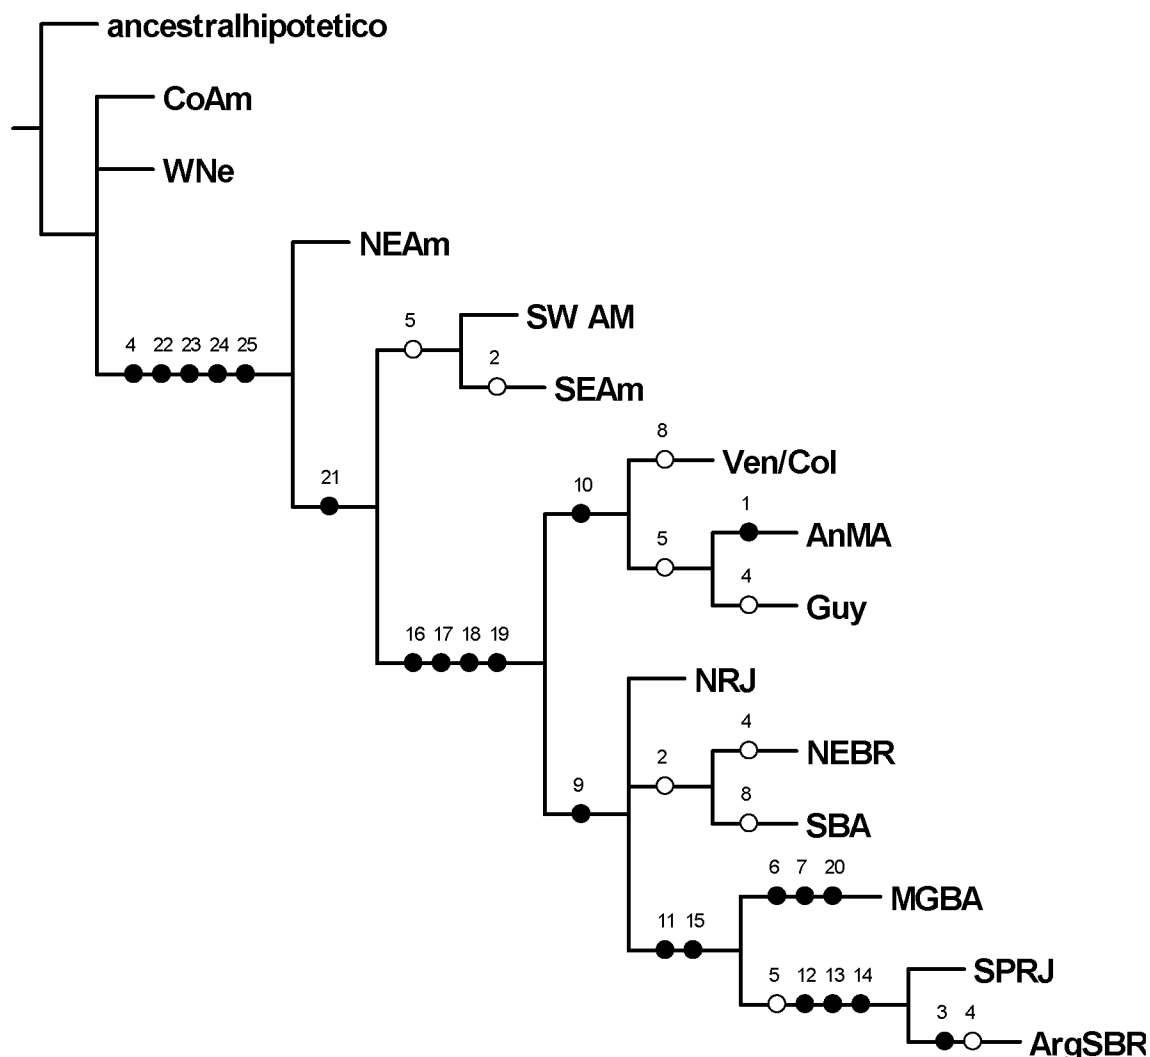 ancestralhipotetico
CoAm
WNe
NEAm
5
SW AM
4 22 23 24 25
2
SEAm
8
Ven/Col
21
10
1
AnMA
5
4
Guy
16 17 18 19
NRJ
4
NEBR
2
9
8
SBA
6 7 20
MGBA
11 15
SPRJ
5 12 13 14
3 4
ArgSBR